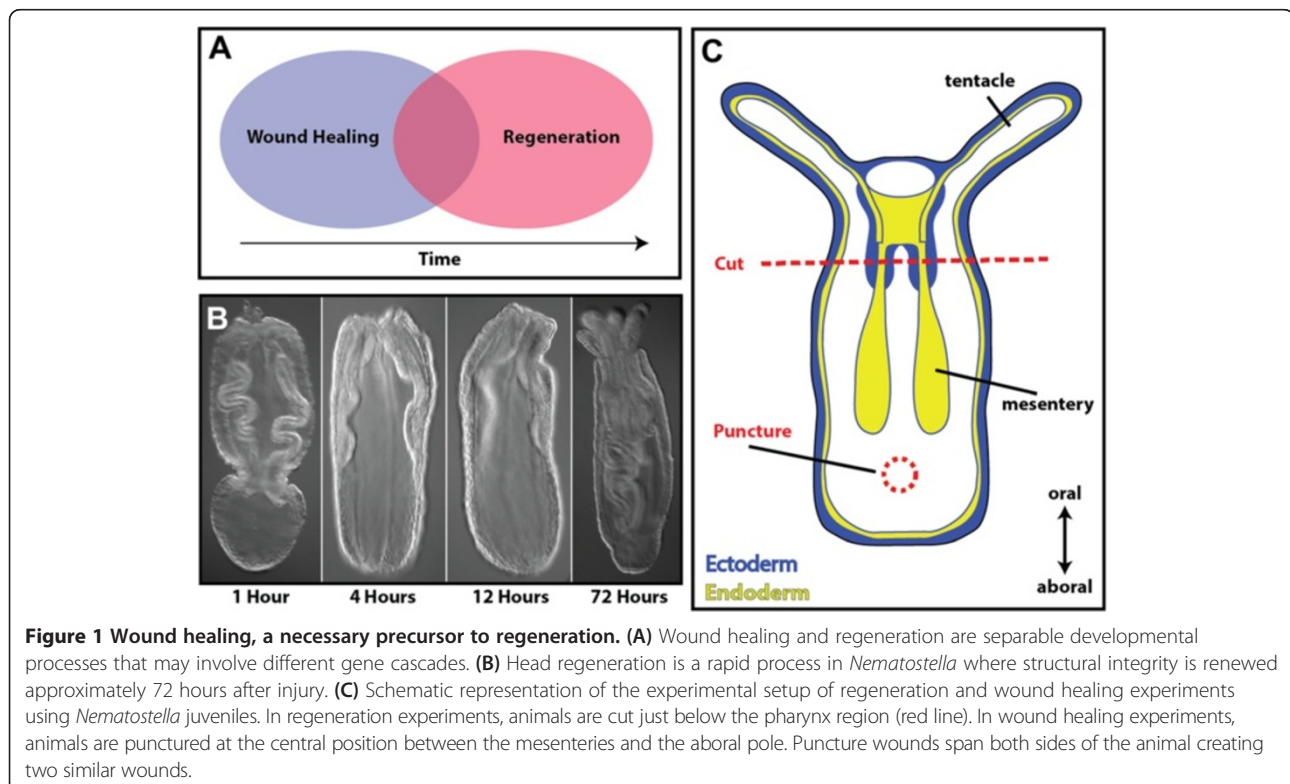 A
Wound Healing
Regeneration
Time
B
1 Hour
4 Hours
12 Hours
72 Hours
C
tentacle
Cut
mesentery
Puncture
oral
aboral
Ectoderm
Endoderm
Figure 1 Wound healing, a necessary precursor to regeneration. (A) Wound healing and regeneration are separable developmental
processes that may involve different gene cascades. (B) Head regeneration is a rapid process in Nematostella where structural integrity is renewed
approximately 72 hours after injury. (C) Schematic representation of the experimental setup of regeneration and wound healing experiments
using Nematostella juveniles. In regeneration experiments, animals are cut just below the pharynx region (red line). In wound healing experiments,
animals are punctured at the central position between the mesenteries and the aboral pole. Puncture wounds span both sides of the animal creating
two similar wounds.